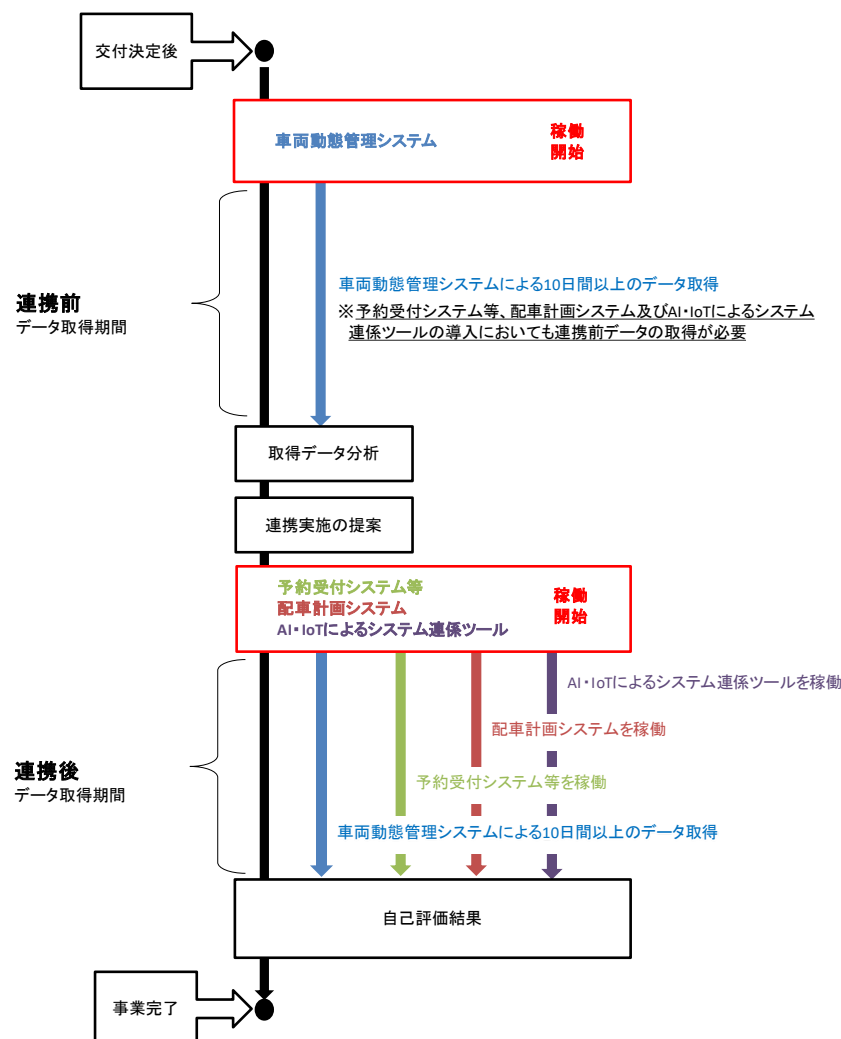 交付決定後
車両動態管理システム
稼働
開始
連携前
データ取得期間
車両動態管理システムによる10日間以上のデータ取得
※予約受付システム等、配車計画システム及びAI・IoTによるシステム
連係ツールの導入においても連携前データの取得が必要
取得データ分析
連携実施の提案
予約受付システム等
配車計画システム
AI・IoTによるシステム連係ツール
稼働
開始
AI・IoTによるシステム連係ツールを稼働
配車計画システムを稼働
連携後
データ取得期間
予約受付システム等を稼働
車両動態管理システムによる10日間以上のデータ取得
自己評価結果
事業完了